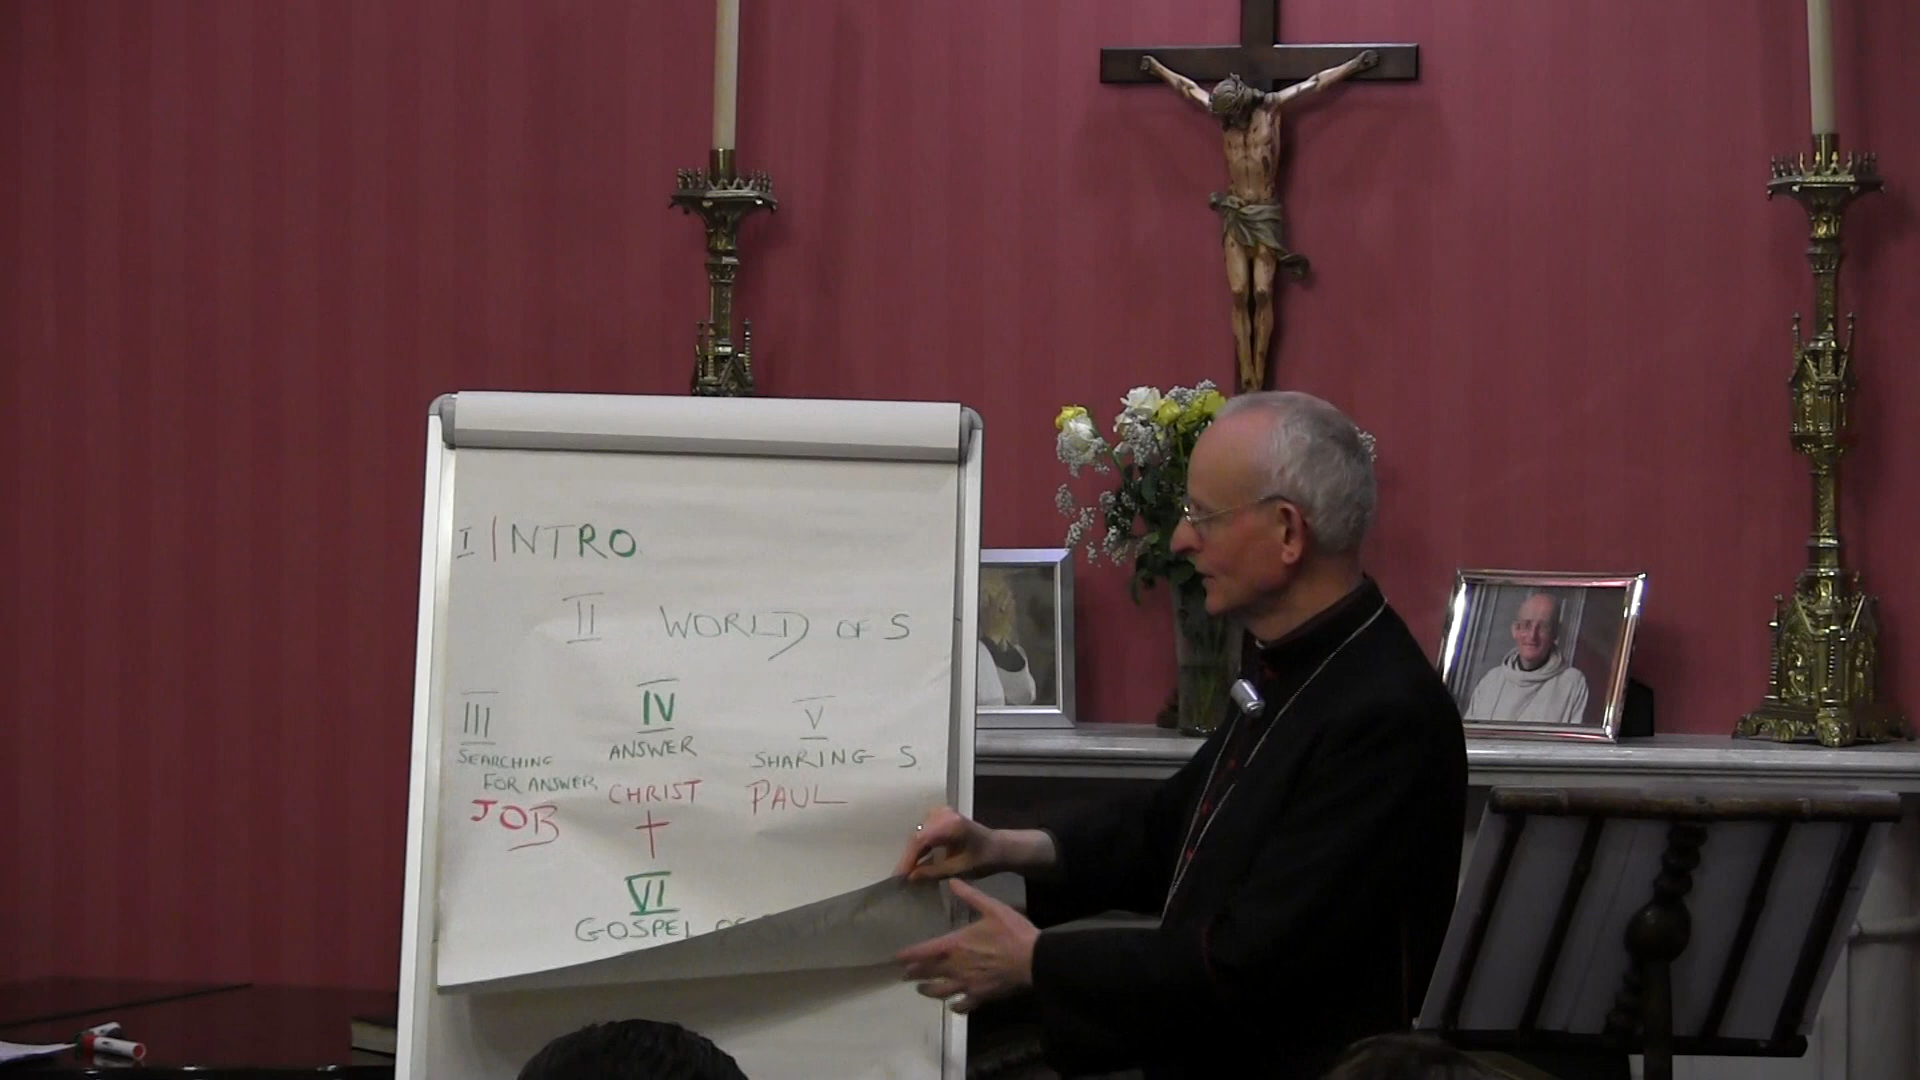 I INTRO
II WORLD OF S
III IV V
SEARCHING FOR ANSWER
JOB
ANSWER
CHRIST
SHARING S.
PAUL
VI
GOSPEL